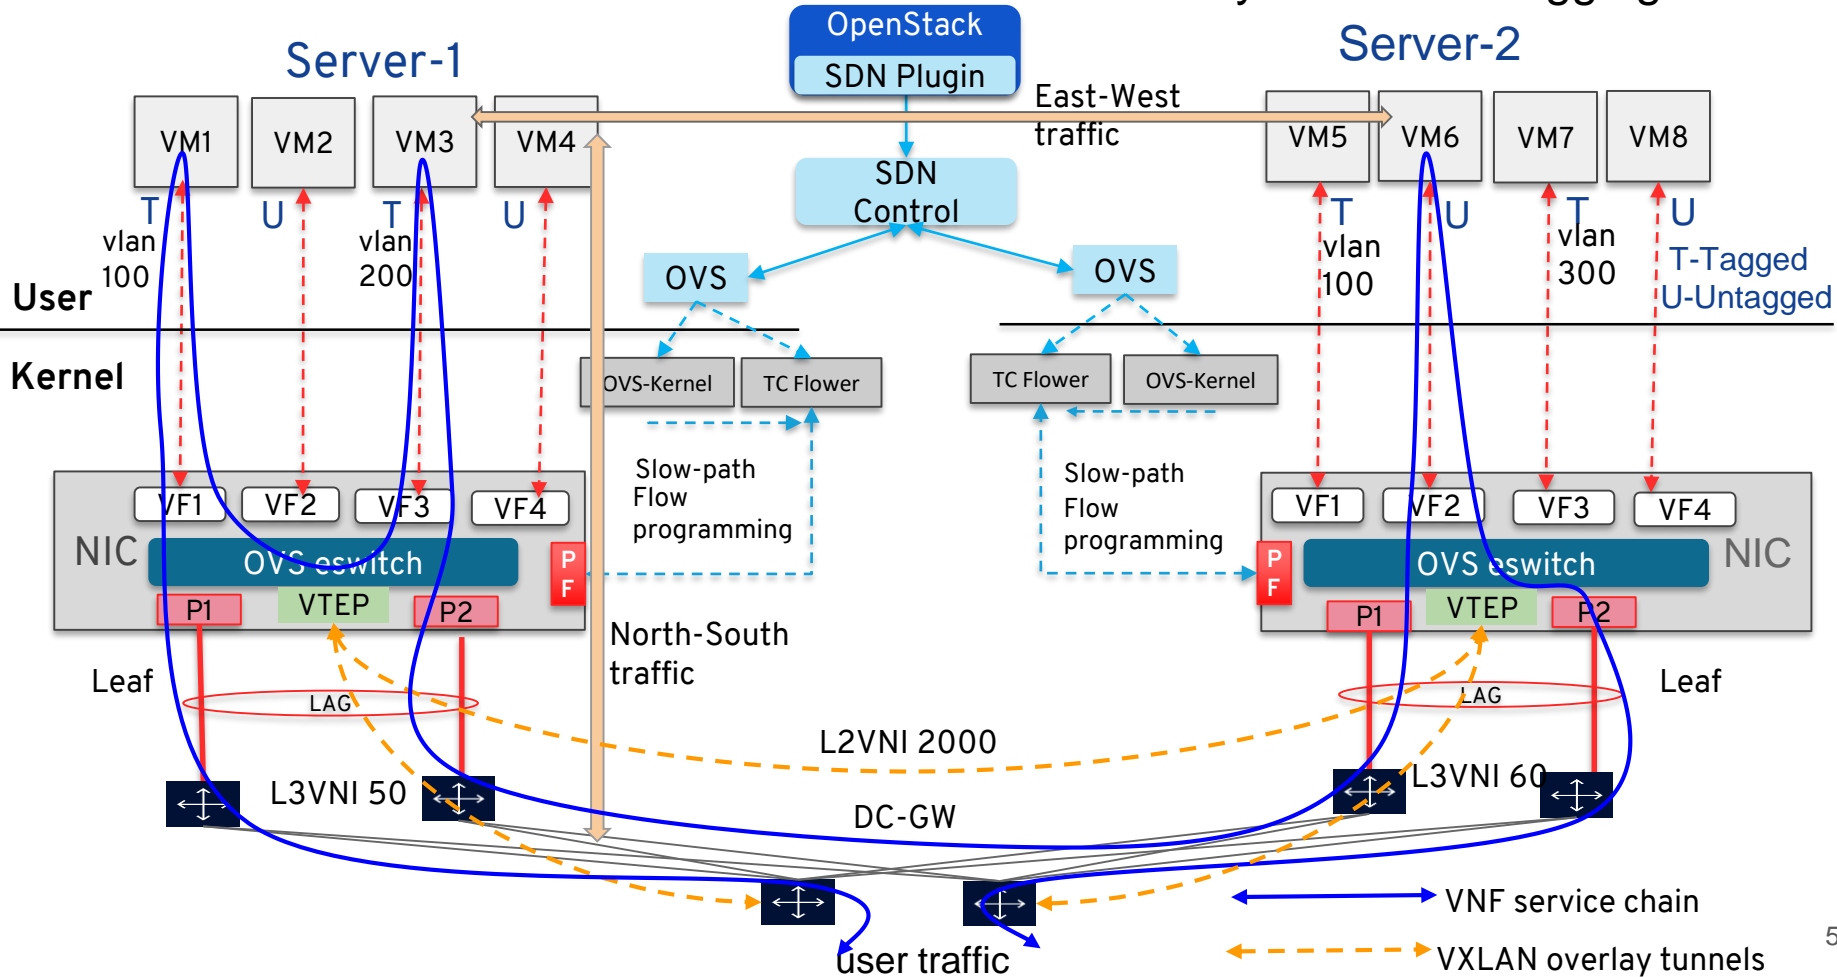 OpenStack
SDN Plugin
Server-1
Server-2
East-West
traffic
VM1
VM2
VM3
VM4
VM5
VM6
VM7
VM8
SDN
Control
T
vlan
100
U
T
vlan
200
U
T
vlan
100
U
T
vlan
300
U
T-Tagged
U-Untagged
OVS
OVS
User
Kernel
OVS-Kernel
TC Flower
TC Flower
OVS-Kernel
Slow-path
Flow
programming
Slow-path
Flow
programming
VF1
VF2
VF3
VF4
NIC
OVS eswitch
PF
P1
VTEP
P2
VF1
VF2
VF3
VF4
PF
OVS eswitch
NIC
P1
VTEP
P2
North-South
traffic
Leaf
LAG
LAG
Leaf
L2VNI 2000
L3VNI 50
L3VNI 60
DC-GW
user traffic
VNF service chain
VXLAN overlay tunnels
5